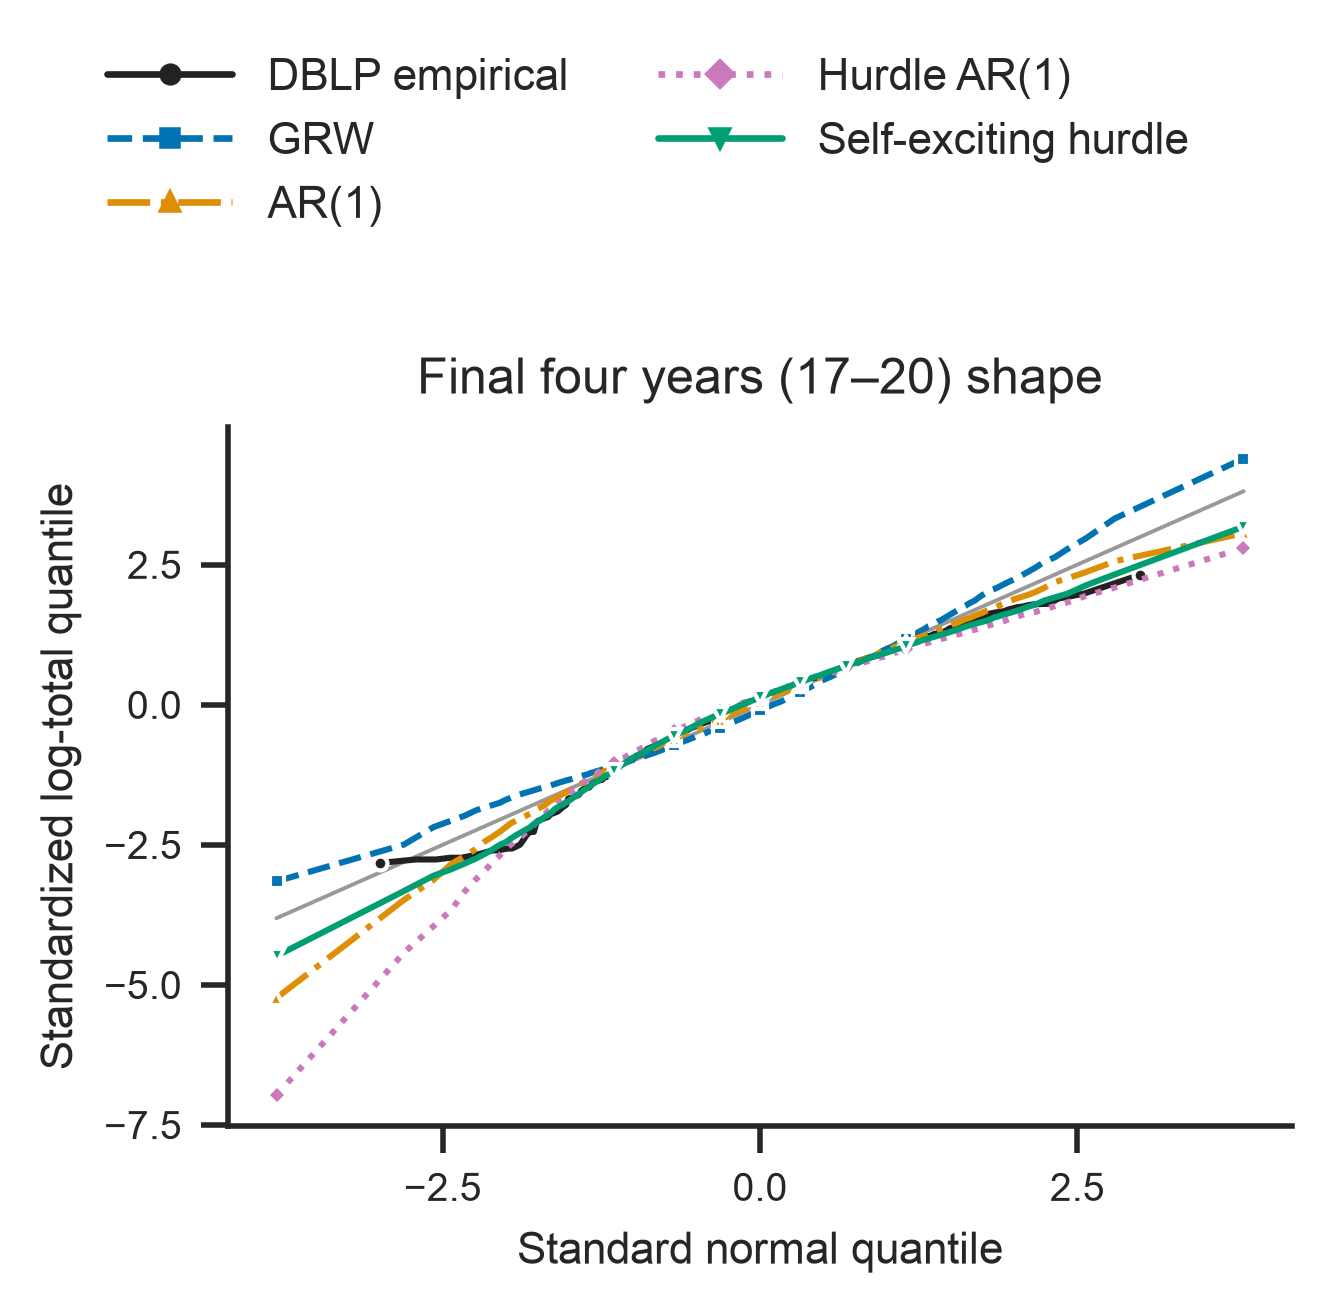 DBLP empirical
GRW
AR(1)
Hurdle AR(1)
Self-exciting hurdle
Final four years (17–20) shape
Standardized log-total quantile
2.5
0.0
−2.5
−5.0
−7.5
−2.5
0.0
2.5
Standard normal quantile